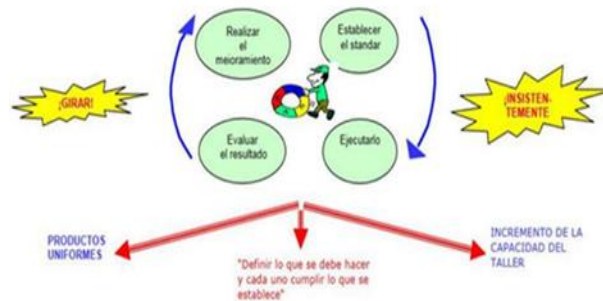 Realizar
el
meioramiento
Establecer
el standar
¡GIRAR!
¡INSISTEN-
TEMENTE
Evaluar
el resultado
Ejecutarlo
PRODUCTOS
UNIFORMES
"Definir lo que se debe hacer
y cada uno cumplir lo que se
establece"
INCREMENTO DE LA
CAPACIDAD DEL
TALLER